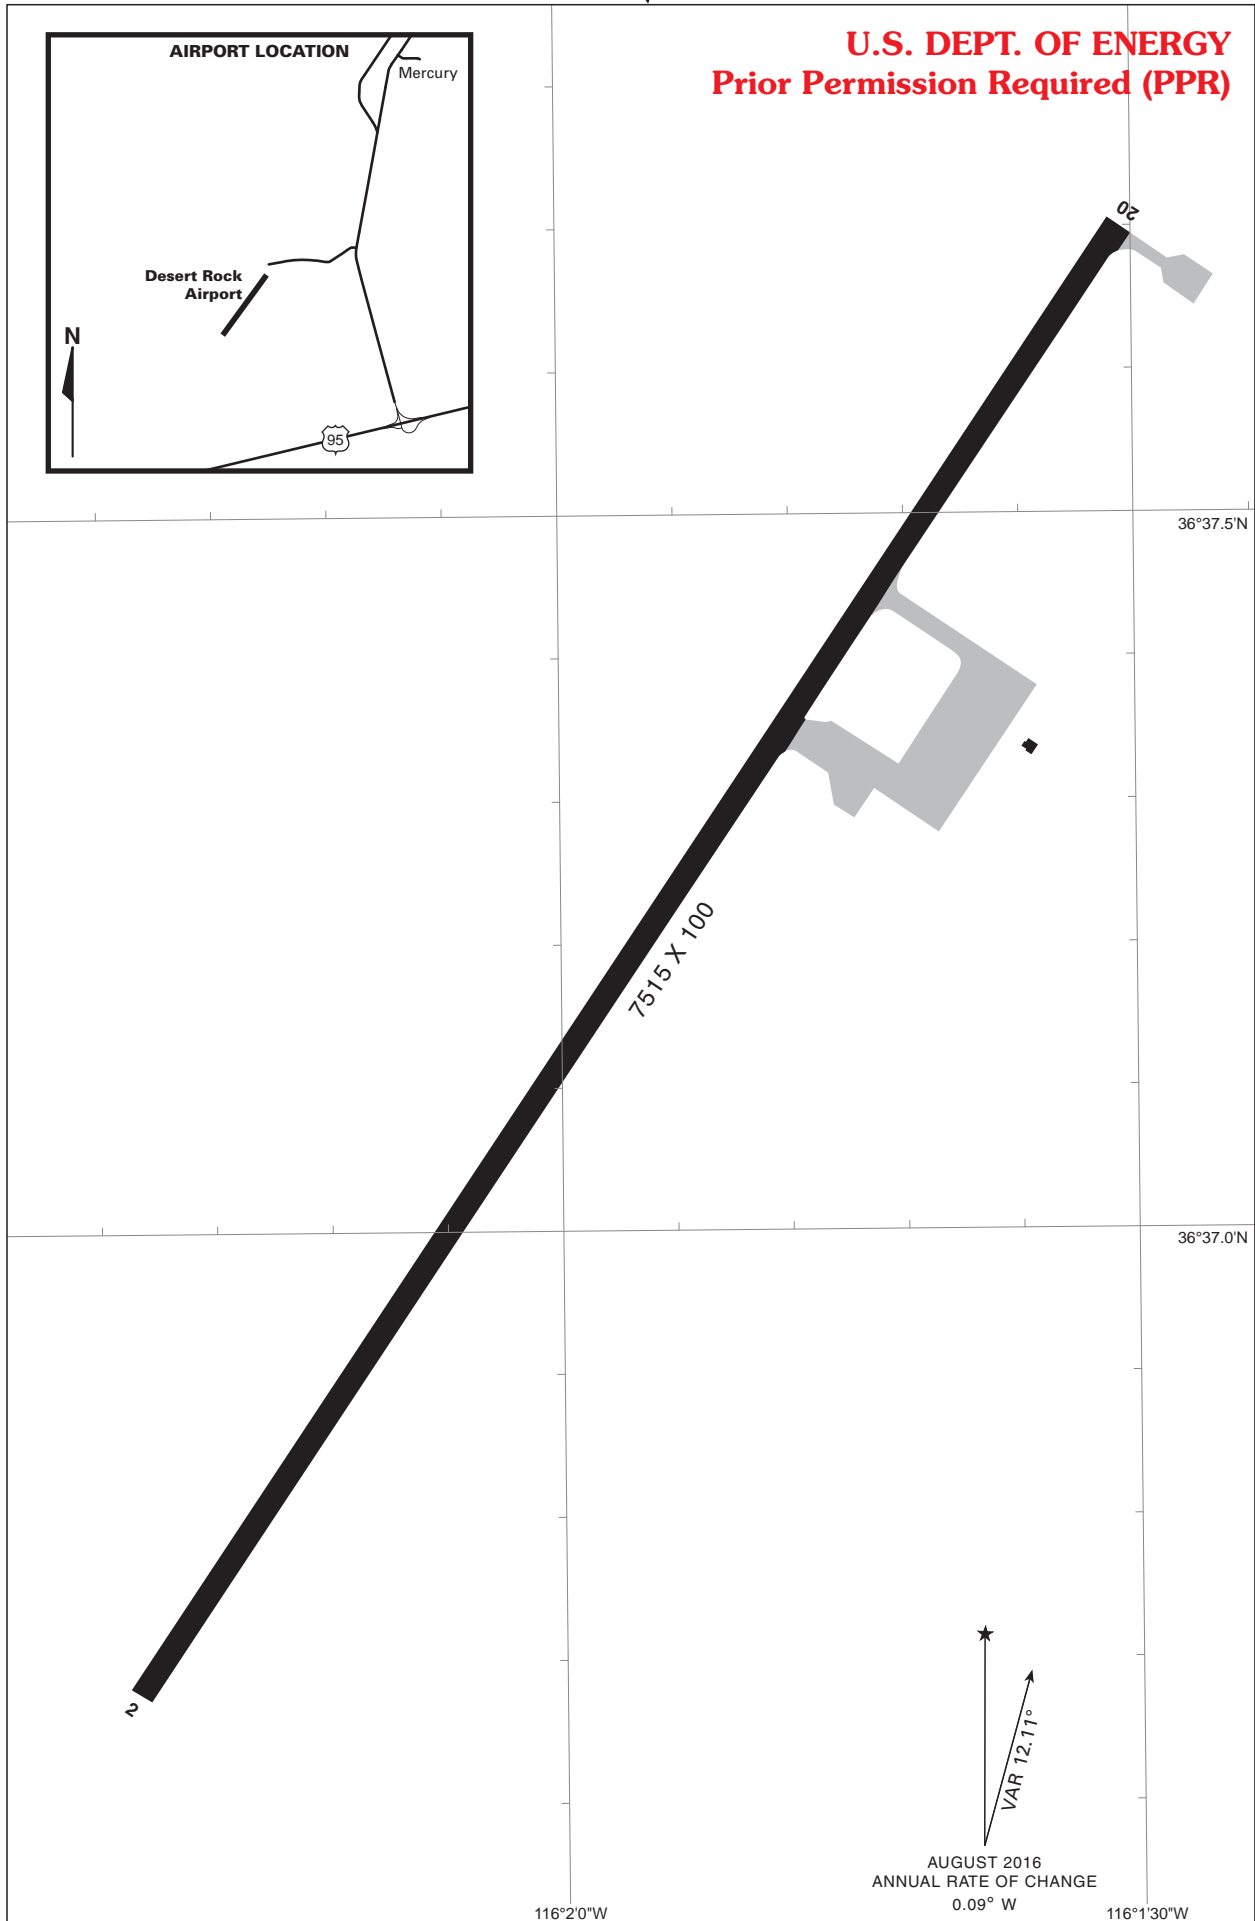 U.S. DEPT. OF ENERGY
Prior Permission Required (PPR)
AIRPORT LOCATION
Mercury
Desert Rock
Airport
N
95
20
36°37.5'N
7515 X 100
36°37.0'N
2
VAR 12.11°
AUGUST 2016
ANNUAL RATE OF CHANGE
0.09° W
116°2'0"W
116°1'30"W